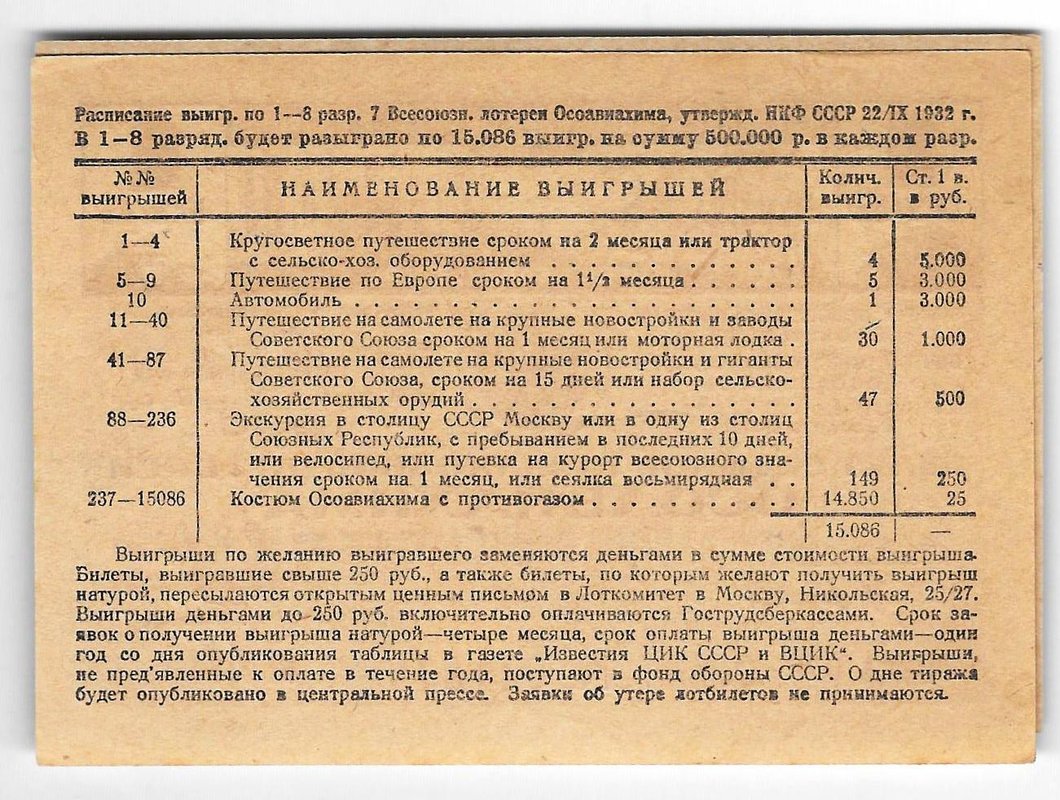 Расписание выигр. по 1—8 разр. 7 Всесоюзн. лотереи Осоавиахима, утвержд. НКФ СССР 22/IX 1932 г.
В 1—8 разряд. будет разыграно по 15.086 выигр. на сумму 500.000 р. в каждом разр.
№№ выигрышей | НАИМЕНОВАНИЕ ВЫИГРЫШЕЙ | Колич. выигр. | Ст. 1 в. в руб.
1—4 Кругосветное путешествие сроком на 2 месяца или трактор
с сельско-хоз. оборудованием . . . . . . . . . . . . . 4 5.000
5—9 Путешествие по Европе сроком на 1½ месяца . . . . . . 5 3.000
10 Автомобиль . . . . . . . . . . . . . . . . . . . . . . . 1 3.000
11—40 Путешествие на самолете на крупные новостройки и заводы
Советского Союза сроком на 1 месяц или моторная лодка . 30 1.000
41—87 Путешествие на самолете на крупные новостройки и гиганты
Советского Союза, сроком на 15 дней или набор сельско-
хозяйственных орудий . . . . . . . . . . . . . . . . . 47 500
88—236 Экскурсия в столицу СССР Москву или в одну из столиц
Союзных Республик, с пребыванием в последних 10 дней,
или велосипед, или путевка на курорт всесоюзного зна-
чения сроком на 1 месяц, или сеялка восьмирядная . . 149 250
237—15086 Костюм Осоавиахима с противогазом . . . . . . . . . . . 14.850 25
15.086 —
Выигрыши по желанию выигравшего заменяются деньгами в сумме стоимости выигрыша.
Билеты, выигравшие свыше 250 руб., а также билеты, по которым желают получить выигрыш
натурой, пересылаются открытым ценным письмом в Лоткомитет в Москву, Никольская, 25/27.
Выигрыши деньгами до 250 руб. включительно оплачиваются Гострудсберкассами. Срок за-
явок о получении выигрыша натурой—четыре месяца, срок оплаты выигрыша деньгами—один
год со дня опубликования таблицы в газете „Известия ЦИК СССР и ВЦИК“. Выигрыши,
не пред'явленные к оплате в течение года, поступают в фонд обороны СССР. О дне тиража
будет опубликовано в центральной прессе. Заявки об утере лотбилетов не принимаются.